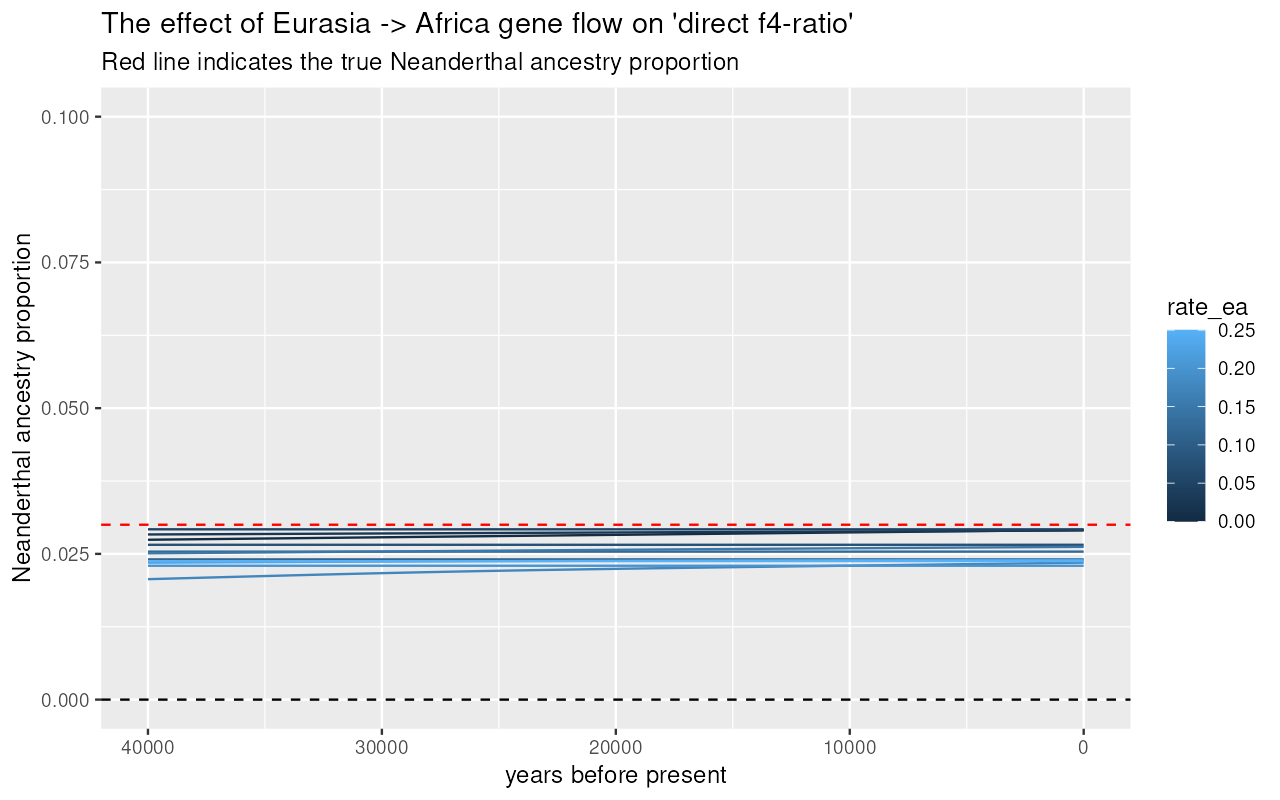 The effect of Eurasia -> Africa gene flow on 'direct f4-ratio'
Red line indicates the true Neanderthal ancestry proportion
Neanderthal ancestry proportion
0.100
0.075
0.050
0.025
0.000
40000 30000 20000 10000 0
years before present
rate_ea
0.25
0.20
0.15
0.10
0.05
0.00